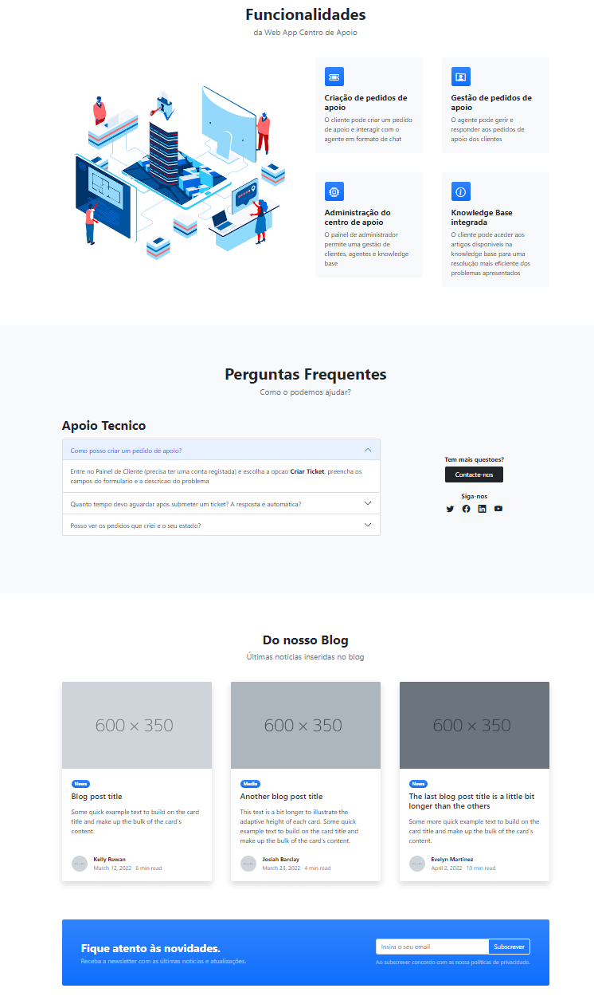 Funcionalidades
da Web App Centro de Apoio
Criação de pedidos de
apoio
O cliente pode criar um pedido
de apoio e interagir com o
agente em formato de chat
Gestão de pedidos de
apoio
O agente pode gerir e
responder aos pedidos de
apoio dos clientes
Administração do
centro de apoio
O painel de administrador
permite uma gestão de
clientes, agentes e knowledge
base
Knowledge Base
integrada
O cliente pode aceder aos
artigos disponiveis na
knowledge base para uma
resolução mais eficiente dos
problemas apresentados
Perguntas Frequentes
Como o podemos ajudar?
Apoio Tecnico
Como posso criar um pedido de apoio?
Entre no Painel de Cliente (precisa ter uma conta registada) e escolha a opcao Criar Ticket, preencha os
campos do formulario e a descricao do problema
Quanto tempo devo aguardar após submeter um ticket? A resposta é automática?
Posso ver os pedidos que criei e o seu estado?
Tem mais questoes?
Contacte-nos
Siga-nos
Do nosso Blog
Últimas noticias inseridas no blog
600 × 350
News
Blog post title
Some quick example text to build on the card
title and make up the bulk of the card's
content.
Kelly Rowan
March 12, 2022 · 6 min read
600 × 350
Media
Another blog post title
This text is a bit longer to illustrate the
adaptive height of each card. Some quick
example text to build on the card title and
make up the bulk of the card's content.
Josiah Barclay
March 23, 2022 · 4 min read
600 × 350
News
The last blog post title is a little bit
longer than the others
Some more quick example text to build on the
card title and make up the bulk of the card's
content.
Evelyn Martinez
April 2, 2022 · 10 min read
Fique atento às novidades.
Receba a newsletter com as últimas noticias e atualizações.
Insira o seu email
Subscrever
Ao subscrever concordo com as nossa politicas de privacidade.